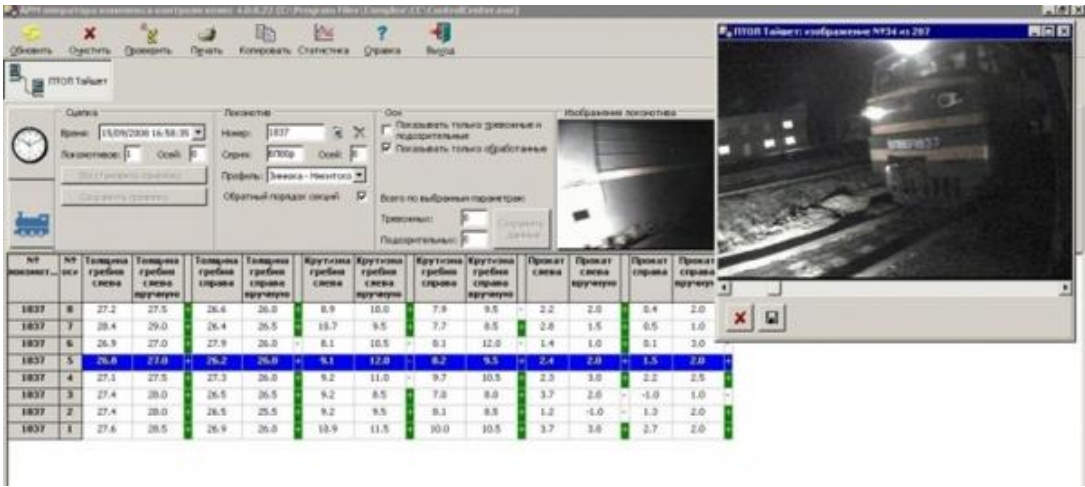 АРМ оператора комплекса контроля колес 4.0.8.22 (C:\Program Files\Complex\CC\ControlCenter.exe)
Обновить Очистить Проверить Печать Копировать Статистика Справка Выход
ПТОЛ Тайшет
Сцепка
Время: 15/09/2008 16:58:35
Локомотивов: 1 Осей:
Восстановить привязку
Сохранить привязку
Локомотив
Номер: 1837
Серия: Осей:
Профиль:
Обратный порядок секций
Оси
Показывать только тревожные и
подозрительные
Показывать только обработанные
Всего по выбранным параметрам:
Тревожных:
Подозрительных:
Сохранить
данные
Изображение локомотива
ПТОЛ Тайшет: изображение №34 из 287
№ локомот... № оси Толщина гребня слева Толщина гребня слева вручную Толщина гребня справа Толщина гребня справа вручную Крутизна гребня слева Крутизна гребня слева вручную Крутизна гребня справа Крутизна гребня справа вручную Прокат слева Прокат слева вручную Прокат справа Прокат справа вручную
1837 8 27.2 27.5 + 26.6 26.0 + 8.9 10.0 + 7.9 9.5 - 2.2 2.0 + 0.4 2.0 -
1837 7 28.4 29.0 + 26.4 26.5 + 10.7 9.5 + 7.7 8.5 + 2.8 1.5 + 0.5 1.0 +
1837 6 26.9 27.0 + 27.9 26.0 - 8.1 10.5 - 8.1 12.0 - 1.4 1.0 + 0.1 3.0 -
1837 5 26.8 27.0 + 26.2 26.0 + 9.1 12.0 - 8.2 9.5 + 2.4 2.0 + 1.5 2.0 +
1837 4 27.1 27.5 + 27.3 26.0 + 9.2 11.0 - 9.7 10.5 + 2.3 3.0 + 2.2 2.5 +
1837 3 27.4 28.0 + 26.5 26.5 + 9.2 8.5 + 7.0 8.0 + 3.7 2.0 - -1.0 1.0 -
1837 2 27.4 28.0 + 26.5 25.5 + 9.2 9.5 + 8.1 8.5 + 1.2 -1.0 - 1.3 2.0 +
1837 1 27.6 28.5 + 26.9 26.0 + 10.9 11.5 + 10.0 10.5 + 3.7 3.0 + 2.7 2.0 +